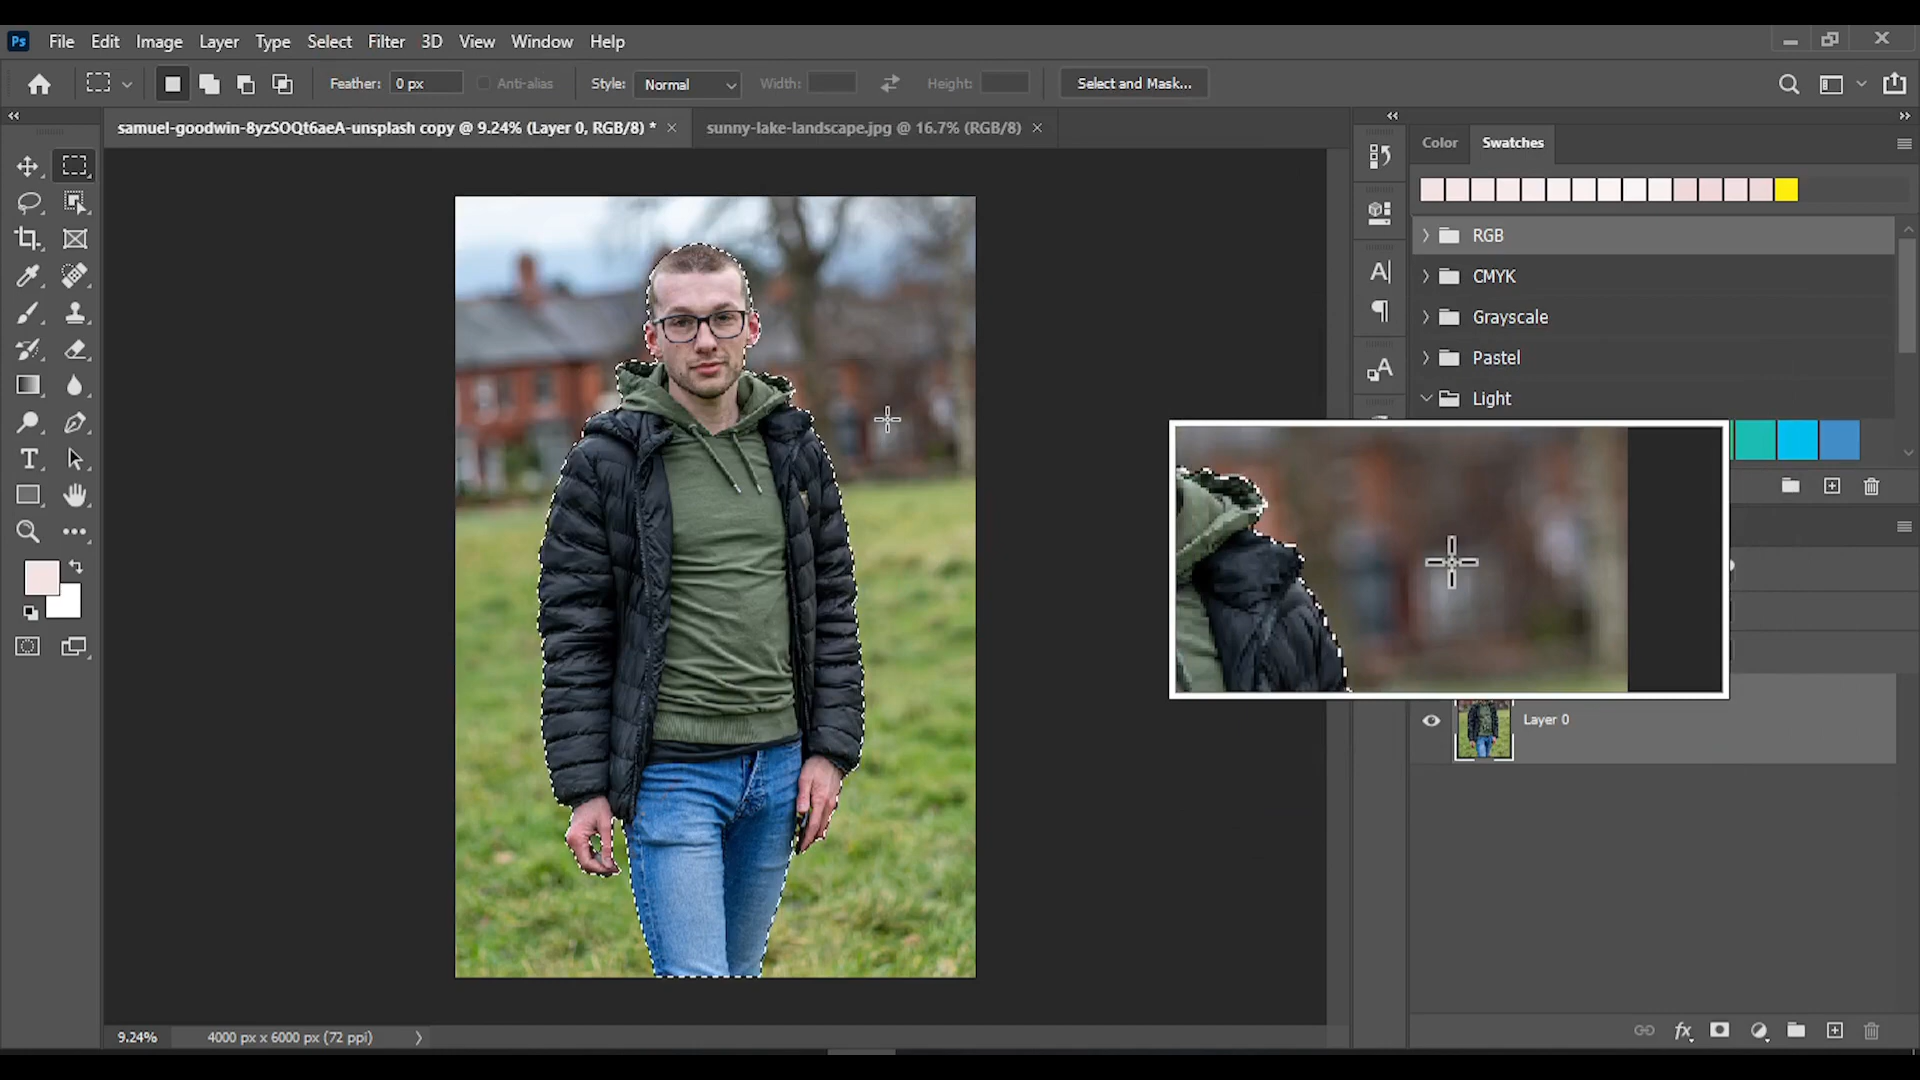 Ps File Edit Image Layer Type Select Filter 3D View Window Help
Feather: 0 px Anti-alias Style: Normal Width: Height: Select and Mask...
samuel-goodwin-8yzSOQt6aeA-unsplash copy @ 9.24% (Layer 0, RGB/8) *
sunny-lake-landscape.jpg @ 16.7% (RGB/8)
Color Swatches
RGB
CMYK
Grayscale
Pastel
Light
Layer 0
9.24% 4000 px x 6000 px (72 ppi)